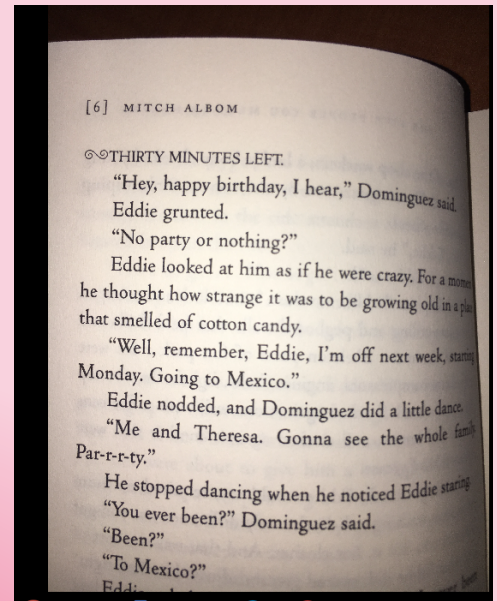 [6] MITCH ALBOM
THIRTY MINUTES LEFT.
“Hey, happy birthday, I hear,” Dominguez said.
Eddie grunted.
“No party or nothing?”
Eddie looked at him as if he were crazy. For a moment
he thought how strange it was to be growing old in a place
that smelled of cotton candy.
“Well, remember, Eddie, I’m off next week, starting
Monday. Going to Mexico.”
Eddie nodded, and Dominguez did a little dance.
“Me and Theresa. Gonna see the whole family.
Par-r-r-ty.”
He stopped dancing when he noticed Eddie staring.
“You ever been?” Dominguez said.
“Been?”
“To Mexico?”
Eddie